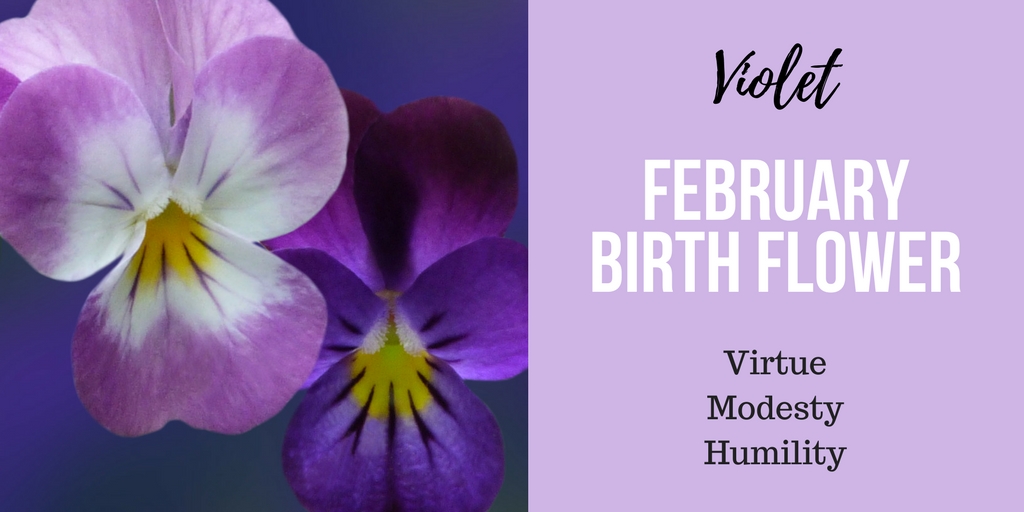 Violet
FEBRUARY
BIRTH FLOWER
Virtue
Modesty
Humility